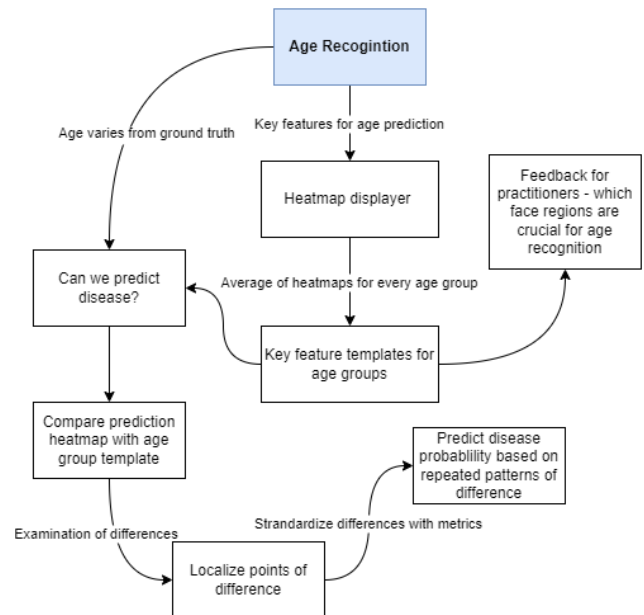 Age Recogintion
Age varies from ground truth
Key features for age prediction
Heatmap displayer
Feedback for
practitioners - which
face regions are
crucial for age
recognition
Can we predict
disease?
Average of heatmaps for every age group
Key feature templates for
age groups
Compare prediction
heatmap with age
group template
Predict disease
probablility based on
repeated patterns of
difference
Examination of differences
Strandardize differences with metrics
Localize points of
difference